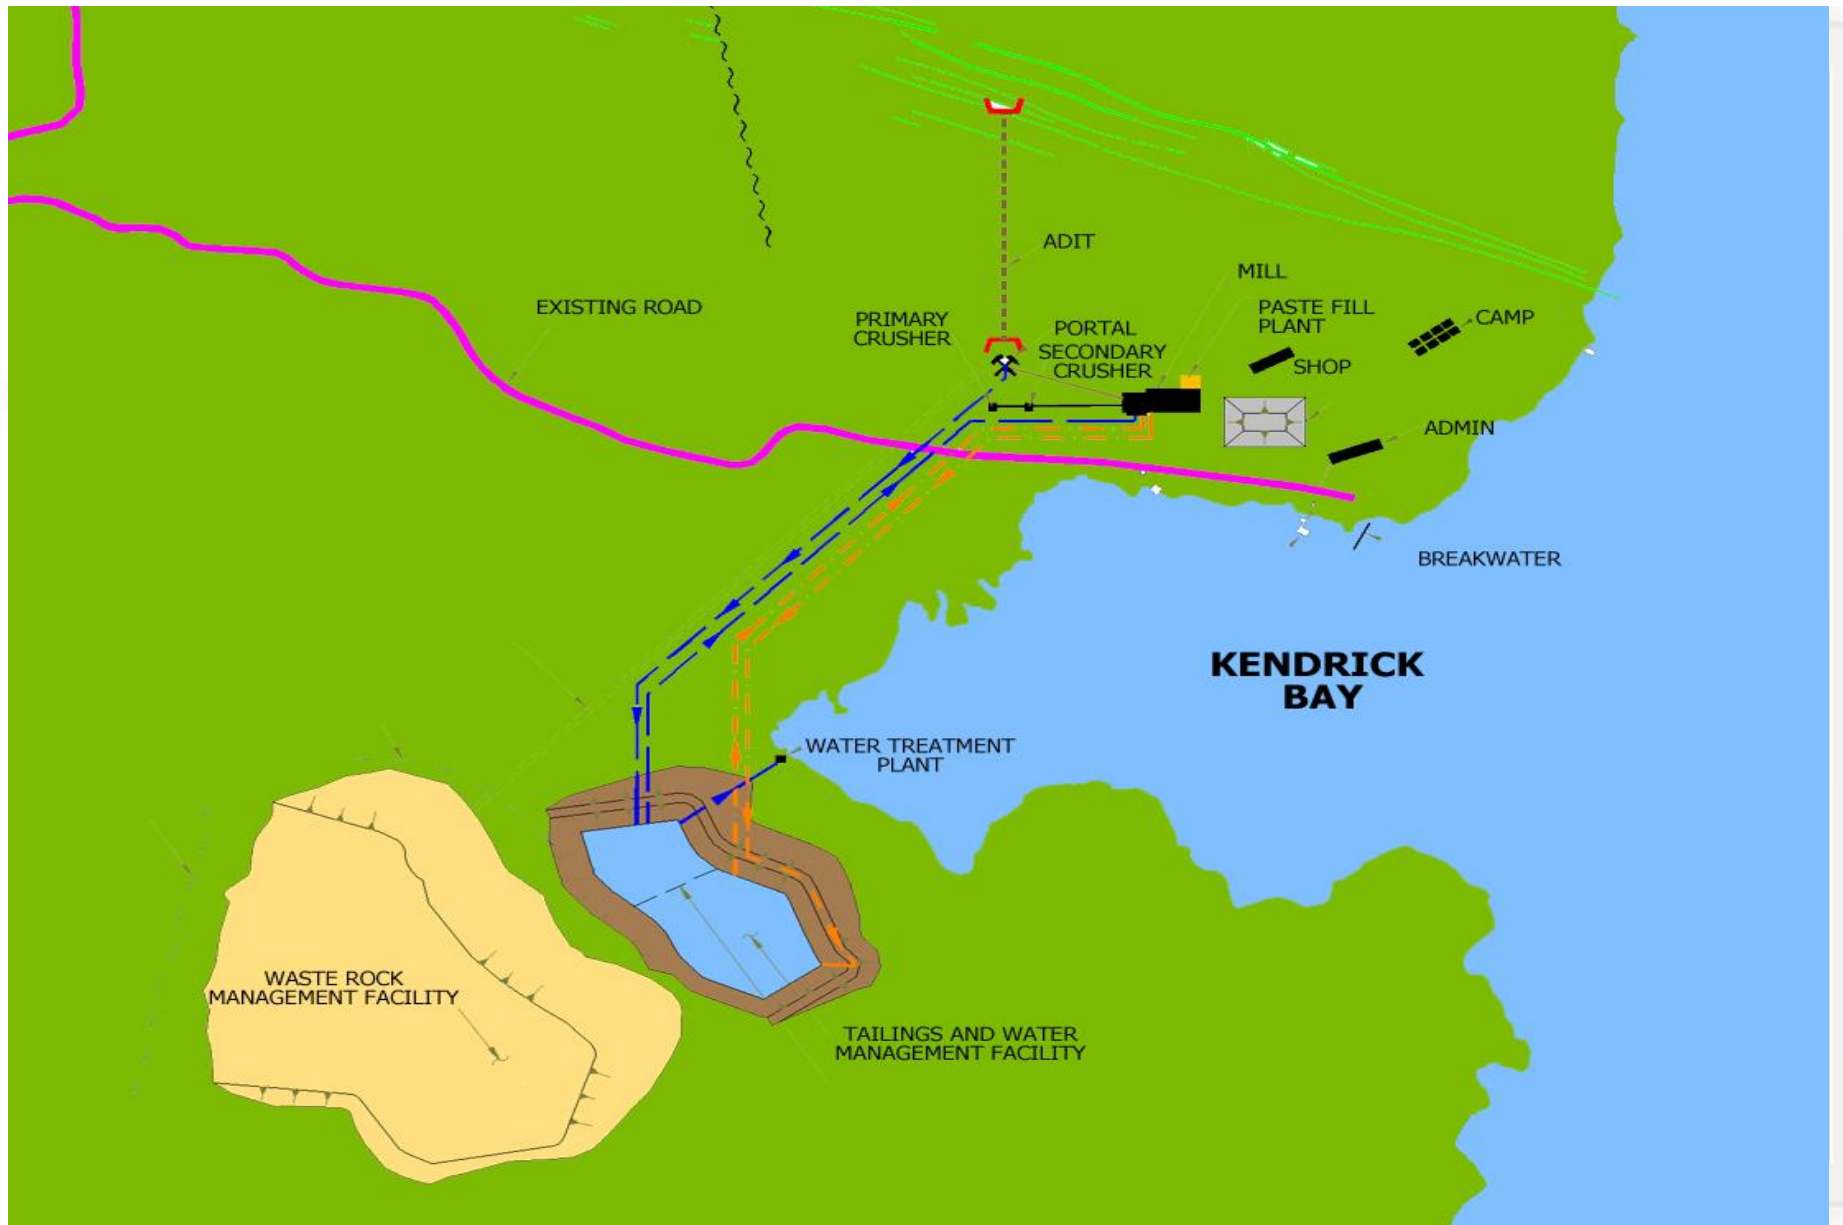 ADIT
MILL
EXISTING ROAD
PRIMARY
CRUSHER
PORTAL
SECONDARY
CRUSHER
PASTE FILL
PLANT
CAMP
SHOP
ADMIN
BREAKWATER
KENDRICK
BAY
WATER TREATMENT
PLANT
WASTE ROCK
MANAGEMENT FACILITY
TAILINGS AND WATER
MANAGEMENT FACILITY